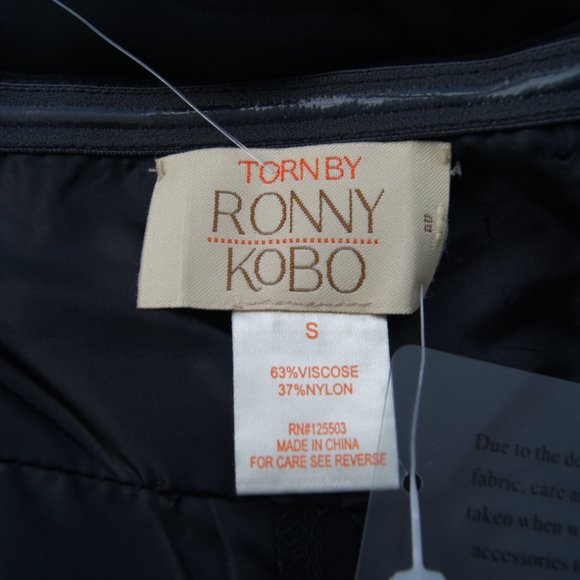 TORN BY
RONNY
KOBO
S
63%VISCOSE
37%NYLON
RN#125503
MADE IN CHINA
FOR CARE SEE REVERSE
Due to the
fabric, care
taken when
accessories